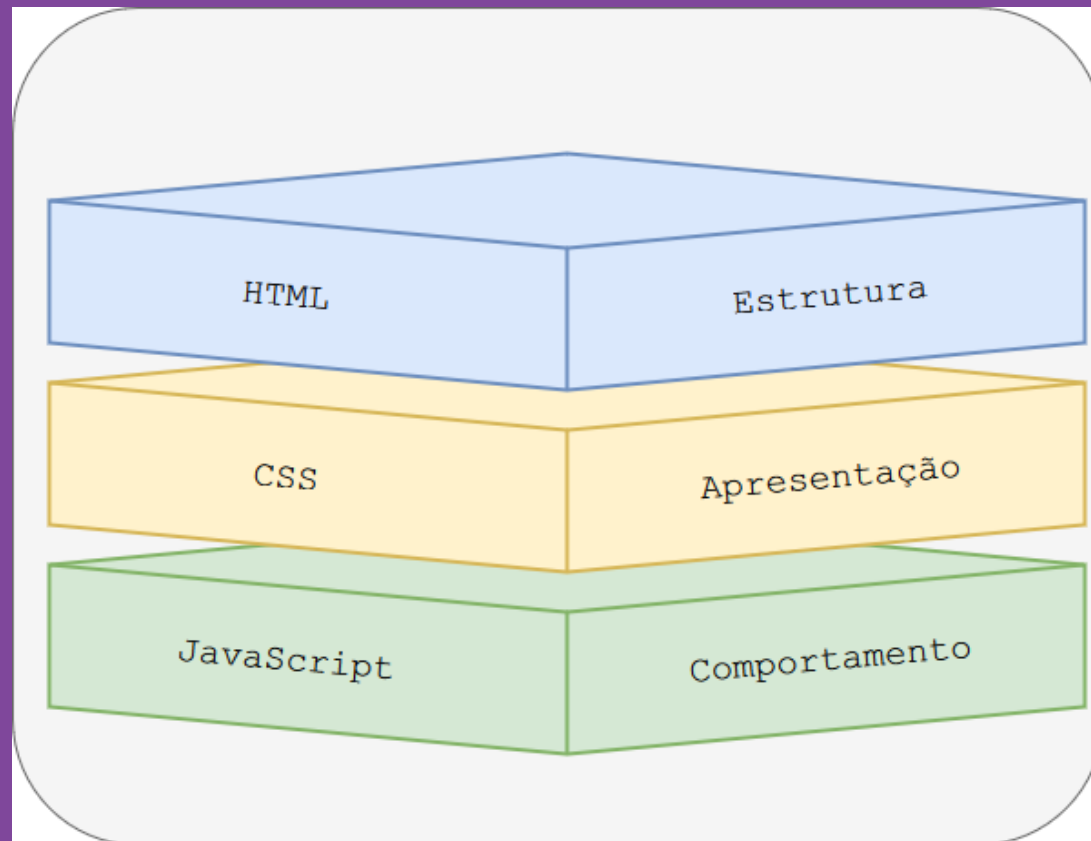 HTML
Estrutura
CSS
Apresentação
JavaScript
Comportamento